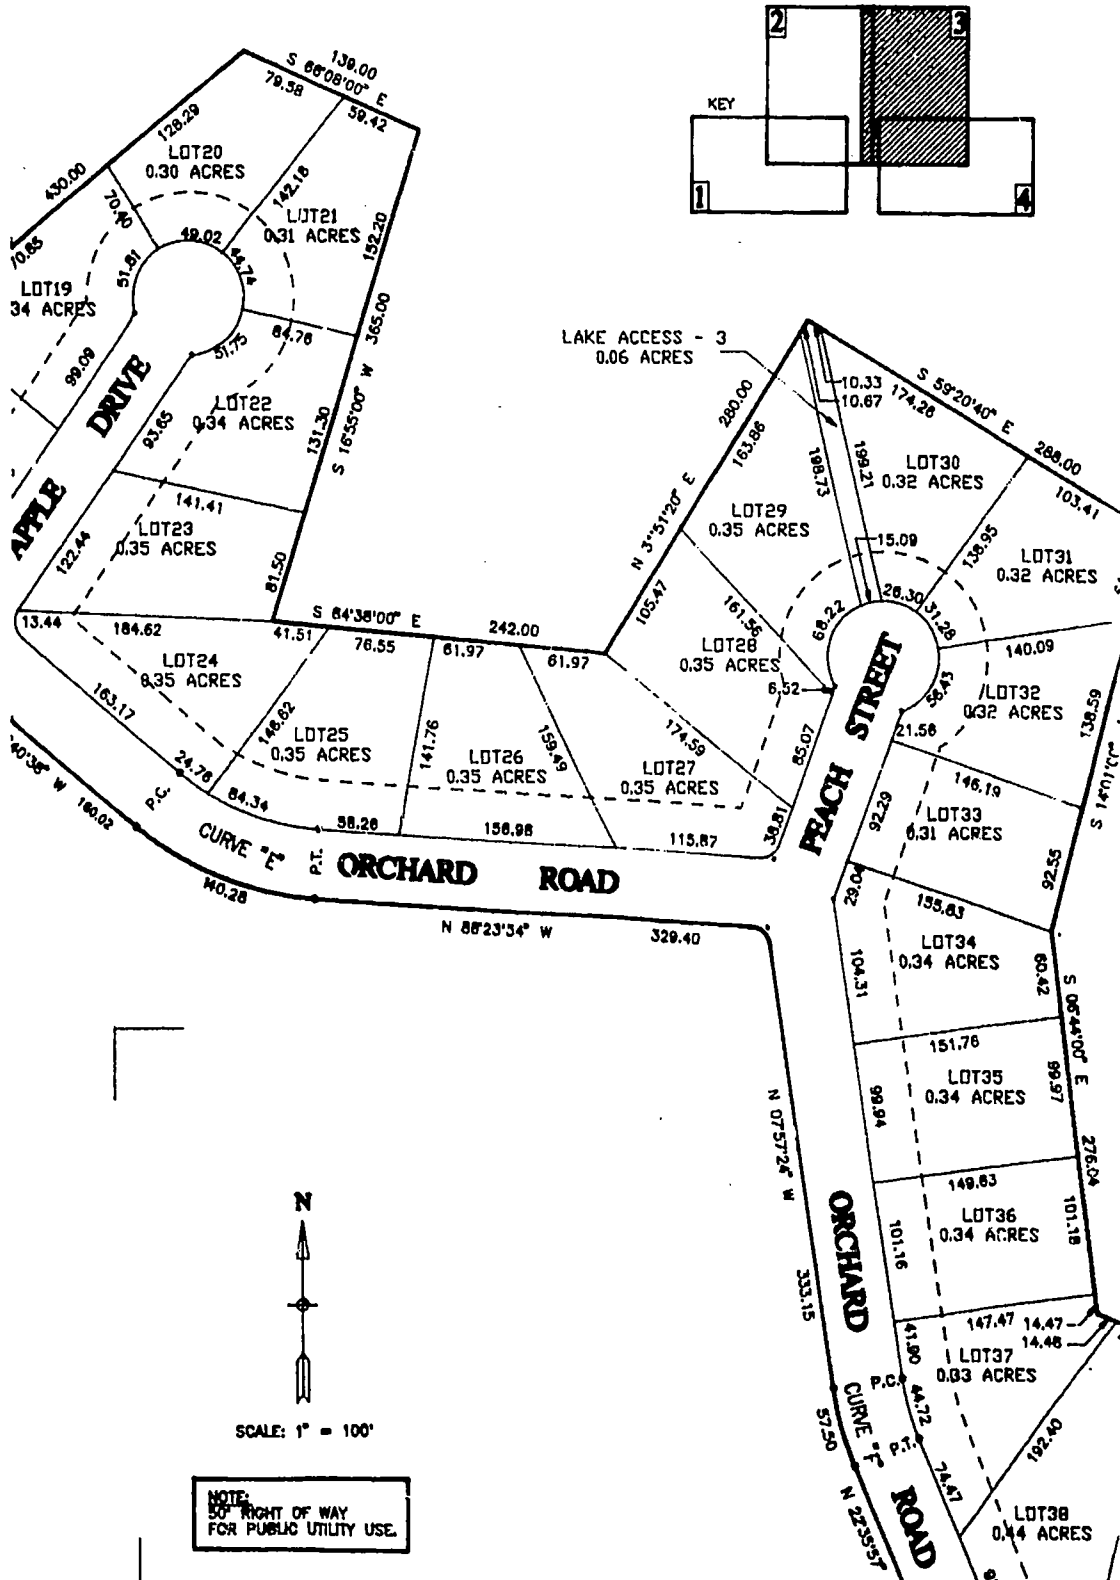 2
3
KEY
1
4
139.00
S 66°08'00" E
79.58
59.42
128.29
430.00
LOT20
0.30 ACRES
70.40
142.18
LOT21
0.31 ACRES
152.20
49.02
44.74
51.81
LOT19
34 ACRES
365.00
84.76
51.75
99.09
APPLE DRIVE
LOT22
0.34 ACRES
93.65
131.30
S 16°55'00" W
141.41
LOT23
0.35 ACRES
122.44
81.50
13.44
184.62
S 84°38'00" E
41.51
76.55
242.00
61.97
61.97
LAKE ACCESS - 3
0.06 ACRES
10.33
10.67
S 59°20'40" E
174.26
288.00
103.41
280.00
163.86
198.73
199.21
LOT30
0.32 ACRES
LOT29
0.35 ACRES
15.09
138.95
LOT31
0.32 ACRES
105.47
161.56
68.22
26.30
31.28
140.09
LOT28
0.35 ACRES
6.52
PEACH STREET
56.43
LOT32
0.32 ACRES
138.59
21.56
LOT24
0.35 ACRES
163.17
146.62
LOT25
0.35 ACRES
141.76
LOT26
0.35 ACRES
159.49
174.59
LOT27
0.35 ACRES
85.07
146.19
92.29
LOT33
0.31 ACRES
92.55
24.76
P.C.
84.34
CURVE "E"
P.T.
58.26
156.98
115.87
38.81
ORCHARD ROAD
160.02
140.28
N 86°23'54" W
329.40
29.04
155.63
LOT34
0.34 ACRES
60.42
104.31
151.76
S 06°44'00" E
LOT35
0.34 ACRES
99.94
99.97
276.04
N 07°57'24" W
149.63
LOT36
0.34 ACRES
101.16
101.18
333.15
ORCHARD
147.47
14.47
14.46
41.90
LOT37
0.33 ACRES
P.C.
44.72
P.T.
CURVE "F"
57.50
192.40
74.47
N 22°35'57"
ROAD
LOT38
0.44 ACRES
N
SCALE: 1" = 100'
NOTE:
50' RIGHT OF WAY
FOR PUBLIC UTILITY USE.